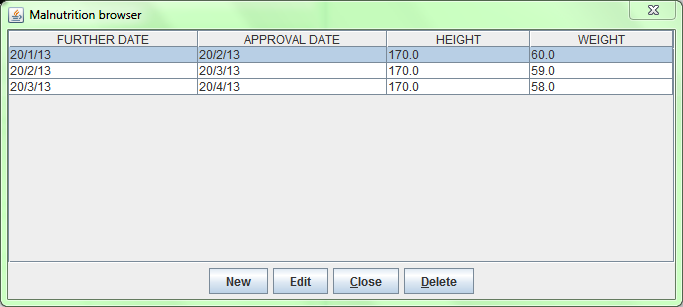 Malnutrition browser
FURTHER DATE APPROVAL DATE HEIGHT WEIGHT
20/1/13 20/2/13 170.0 60.0
20/2/13 20/3/13 170.0 59.0
20/3/13 20/4/13 170.0 58.0
New Edit Close Delete